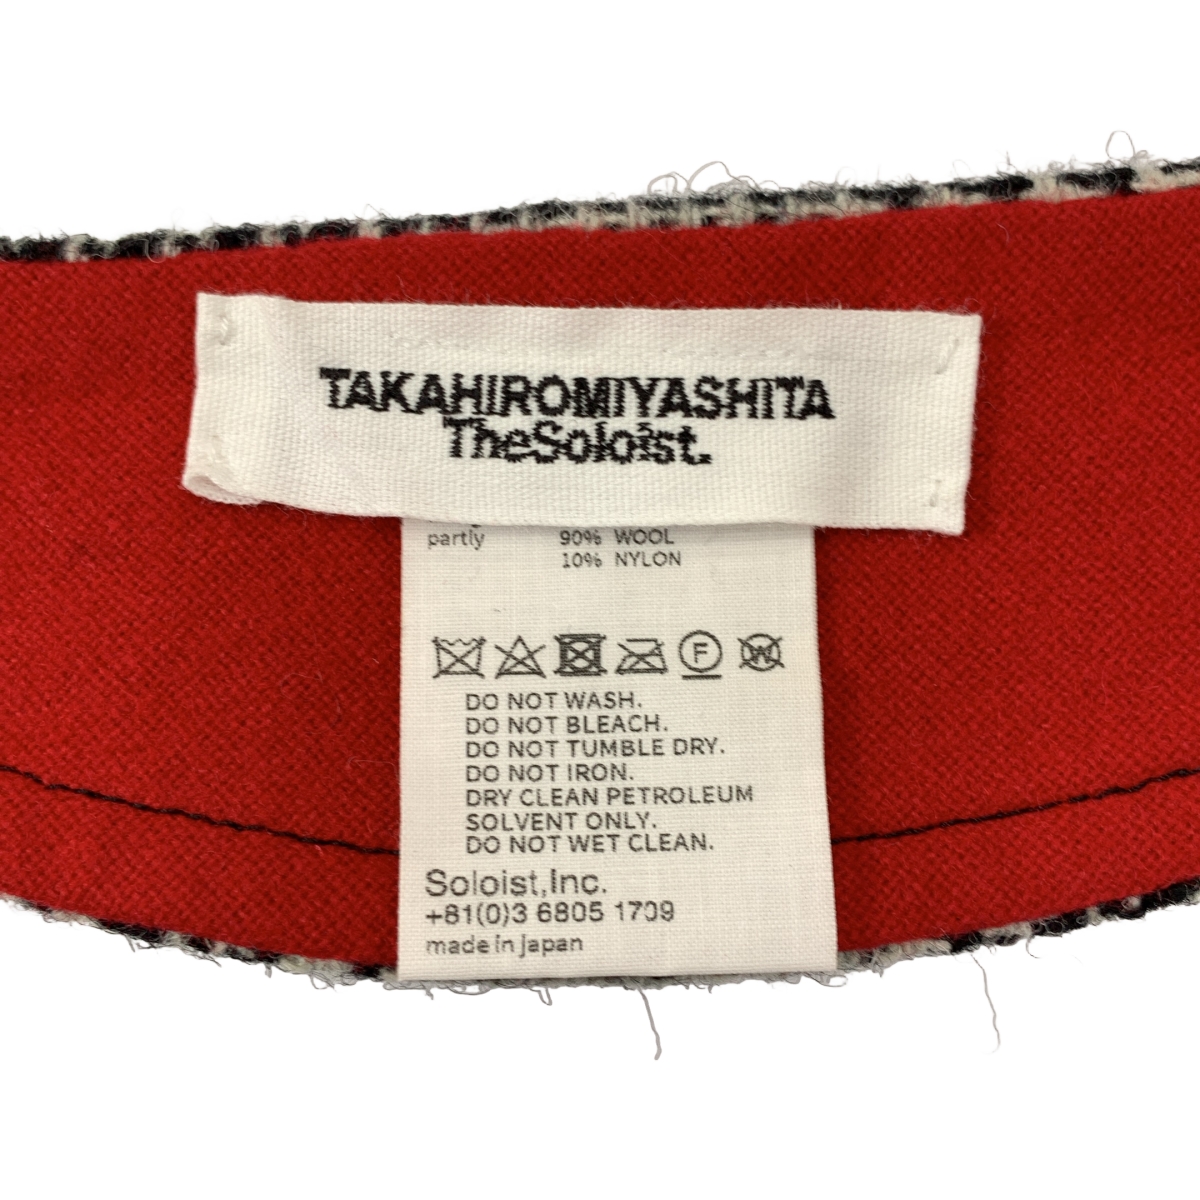 TAKAHIROMIYASHITA
TheSoloist.
partly 90% WOOL
10% NYLON
F W
DO NOT WASH.
DO NOT BLEACH.
DO NOT TUMBLE DRY.
DO NOT IRON.
DRY CLEAN PETROLEUM
SOLVENT ONLY.
DO NOT WET CLEAN.
Soloist,Inc.
+81(0)3 6805 1709
made in japan